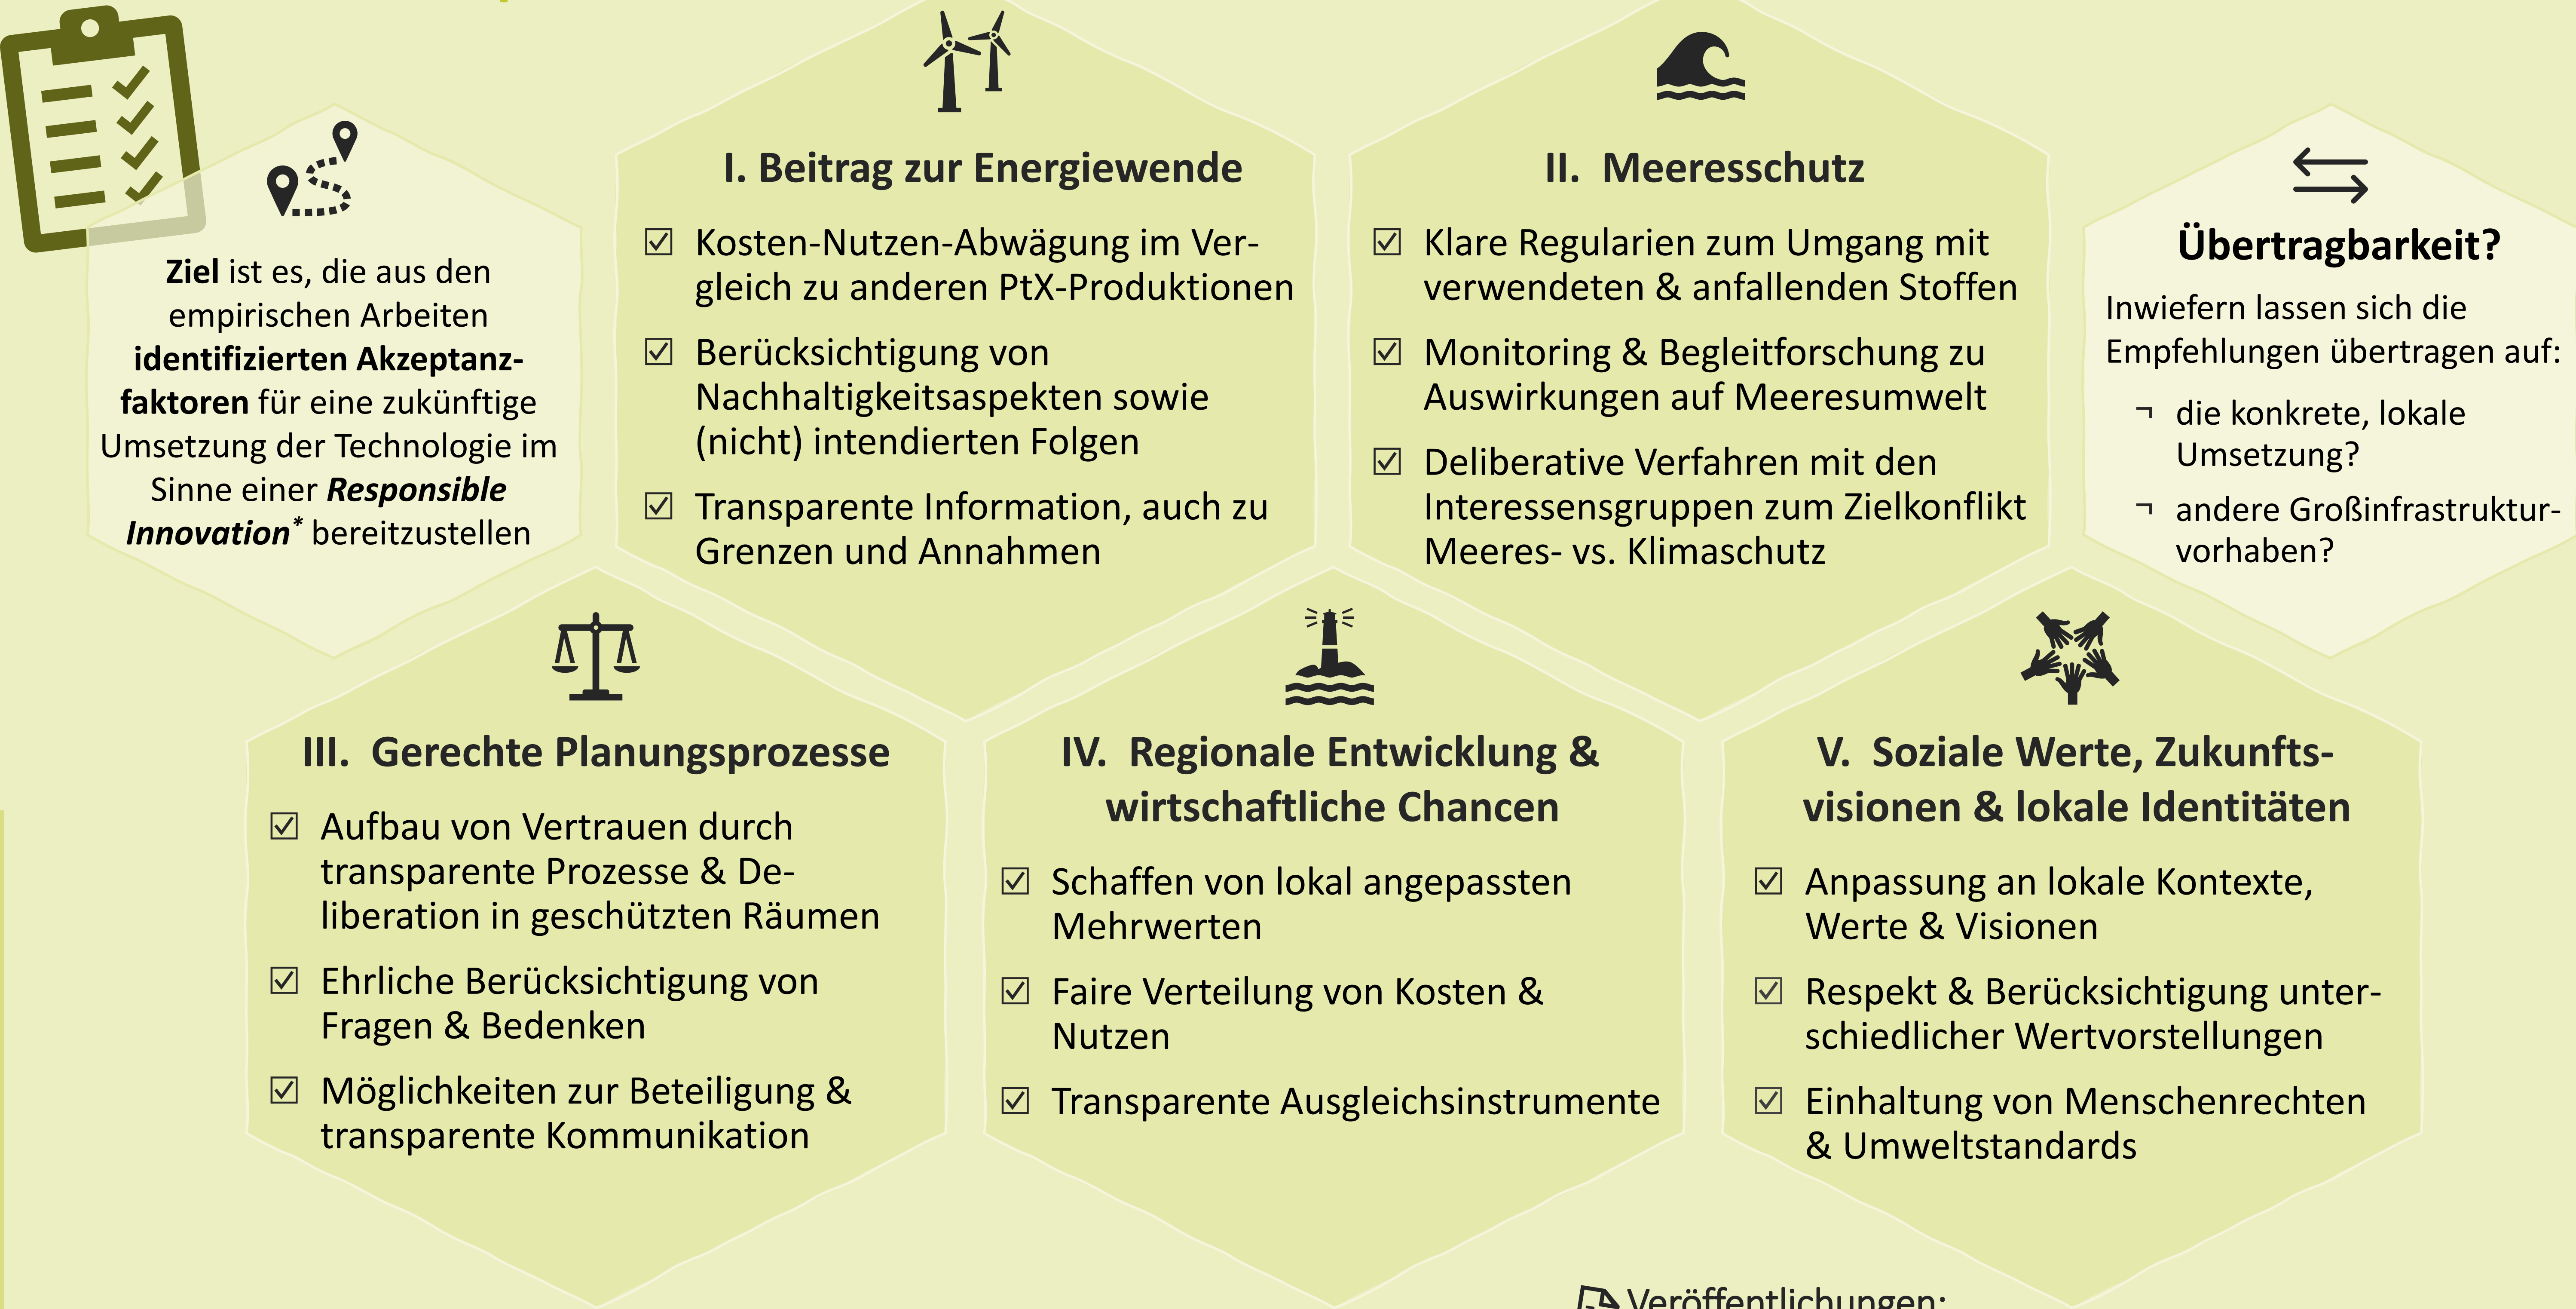 Ziel ist es, die aus den
empirischen Arbeiten
identifizierten Akzeptanz-
faktoren für eine zukünftige
Umsetzung der Technologie im
Sinne einer Responsible
Innovation* bereitzustellen
I. Beitrag zur Energiewende
☑ Kosten-Nutzen-Abwägung im Ver-
gleich zu anderen PtX-Produktionen
☑ Berücksichtigung von
Nachhaltigkeitsaspekten sowie
(nicht) intendierten Folgen
☑ Transparente Information, auch zu
Grenzen und Annahmen
II. Meeresschutz
☑ Klare Regularien zum Umgang mit
verwendeten & anfallenden Stoffen
☑ Monitoring & Begleitforschung zu
Auswirkungen auf Meeresumwelt
☑ Deliberative Verfahren mit den
Interessensgruppen zum Zielkonflikt
Meeres- vs. Klimaschutz
Übertragbarkeit?
Inwiefern lassen sich die
Empfehlungen übertragen auf:
¬ die konkrete, lokale
Umsetzung?
¬ andere Großinfrastruktur-
vorhaben?
III. Gerechte Planungsprozesse
☑ Aufbau von Vertrauen durch
transparente Prozesse & De-
liberation in geschützten Räumen
☑ Ehrliche Berücksichtigung von
Fragen & Bedenken
☑ Möglichkeiten zur Beteiligung &
transparente Kommunikation
IV. Regionale Entwicklung &
wirtschaftliche Chancen
☑ Schaffen von lokal angepassten
Mehrwerten
☑ Faire Verteilung von Kosten &
Nutzen
☑ Transparente Ausgleichsinstrumente
V. Soziale Werte, Zukunfts-
visionen & lokale Identitäten
☑ Anpassung an lokale Kontexte,
Werte & Visionen
☑ Respekt & Berücksichtigung unter-
schiedlicher Wertvorstellungen
☑ Einhaltung von Menschenrechten
& Umweltstandards
Veröffentlichungen: